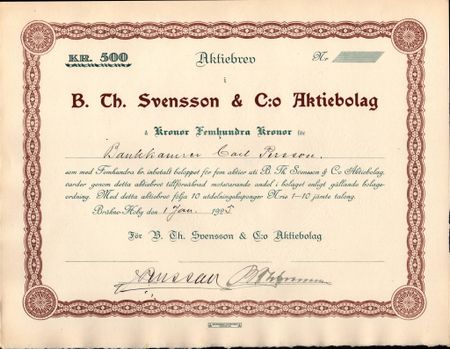 KR. 500 Aktiebrev Nr
i
B. Th. Svensson & C:o Aktiebolag
à Kronor Femhundra Kronor för
Bankkamrer Carl Persson,
som med Femhundra kr. inbetalt beloppet för fem aktier uti B. Th. Svensson & C:o Aktiebolag,
varder genom detta aktiebrev tillförsäkrad motsvarande andel i bolaget enligt gällande bolags-
ordning. Med detta aktiebrev följa 10 utdelningskuponger N:ris 1–10 jämte talong.
Bräkne-Hoby den 1 Jan. 1925
För B. Th. Svensson & C:o Aktiebolag